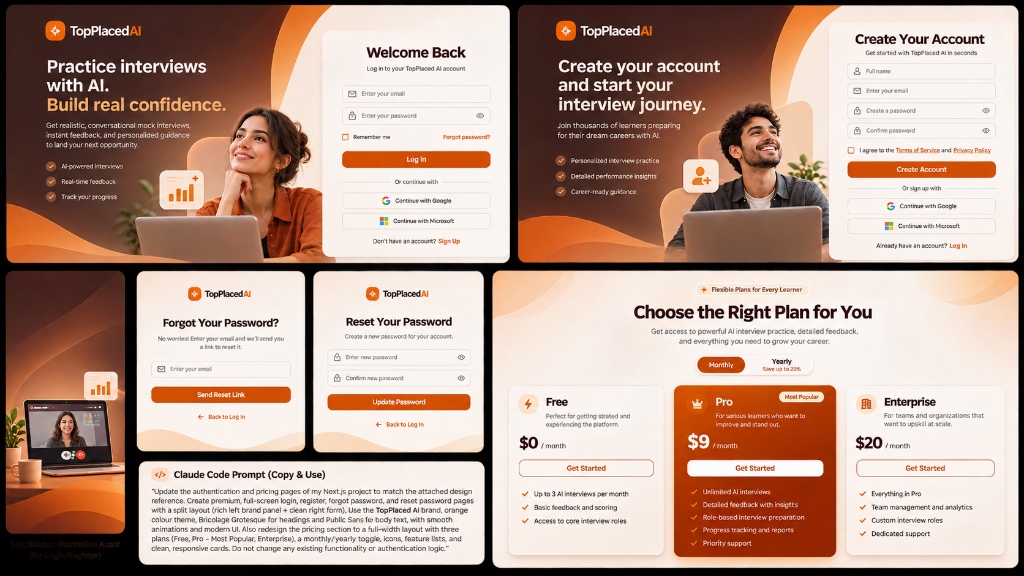 TopPlacedAI
Practice interviews
with AI.
Build real confidence.
Get realistic, conversational mock interviews,
instant feedback, and personalized guidance
to land your next opportunity.
AI-powered interviews
Real-time feedback
Track your progress
Welcome Back
Log in to your TopPlaced AI account
Enter your email
Enter your password
Remember me
Forgot password?
Log In
Or continue with
Continue with Google
Continue with Microsoft
Don't have an account? Sign Up
TopPlacedAI
Create your account
and start your
interview journey.
Join thousands of learners preparing
for their dream careers with AI.
Personalized interview practice
Detailed performance insights
Career-ready guidance
Create Your Account
Get started with TopPlaced AI in seconds
Full name
Enter your email
Create a password
Confirm password
I agree to the Terms of Service and Privacy Policy
Create Account
Or sign up with
Continue with Google
Continue with Microsoft
Already have an account? Log In
Left Sidebar Illustration Asset
(for Login/Register)
TopPlacedAI
Forgot Your Password?
No worries! Enter your email and we'll send you
a link to reset it.
Enter your email
Send Reset Link
← Back to Log In
TopPlacedAI
Reset Your Password
Create a new password for your account.
Enter new password
Confirm new password
Update Password
← Back to Log In
</> Claude Code Prompt (Copy & Use)
"Update the authentication and pricing pages of my Next.js project to match the attached design
reference. Create premium, full-screen login, register, forgot password, and reset password pages
with a split layout (rich left brand panel + clean right form). Use the TopPlaced AI brand, orange
colour theme, Bricolage Grotesque for headings and Public Sans for body text, with smooth
animations and modern UI. Also redesign the pricing section to a full-width layout with three
plans (Free, Pro – Most Popular, Enterprise), a monthly/yearly toggle, icons, feature lists, and
clean, responsive cards. Do not change any existing functionality or authentication logic."
Flexible Plans for Every Learner
Choose the Right Plan for You
Get access to powerful AI interview practice, detailed feedback,
and everything you need to grow your career.
Monthly
Yearly
Save up to 20%
Free
Perfect for getting strated and
experiencing the platform.
$0 / month
Get Started
Up to 3 AI interviews per month
Basic feedback and scoring
Access to core interview roles
Most Popular
Pro
For serious learners who want to
improve and stand out.
$9 / month
Get Started
Unlimited AI interviews
Detailed feedback with insights
Role-based interview preparation
Progress tracking and reports
Priority support
Enterprise
For teams and organizations that
want to upskill at scale.
$20 / month
Get Started
Everything in Pro
Team management and analytics
Custom interview roles
Dedicated support